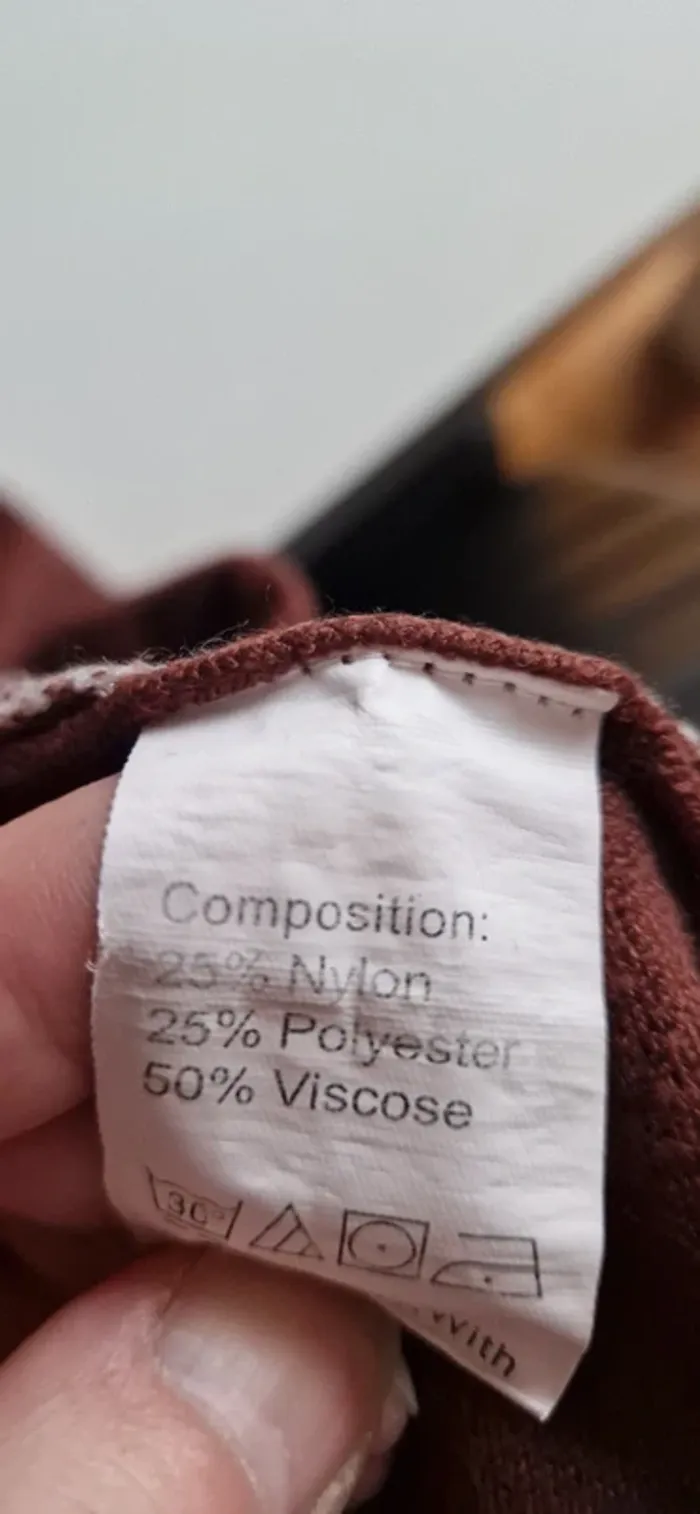 Composition:
25% Nylon
25% Polyester
50% Viscose
30°
With